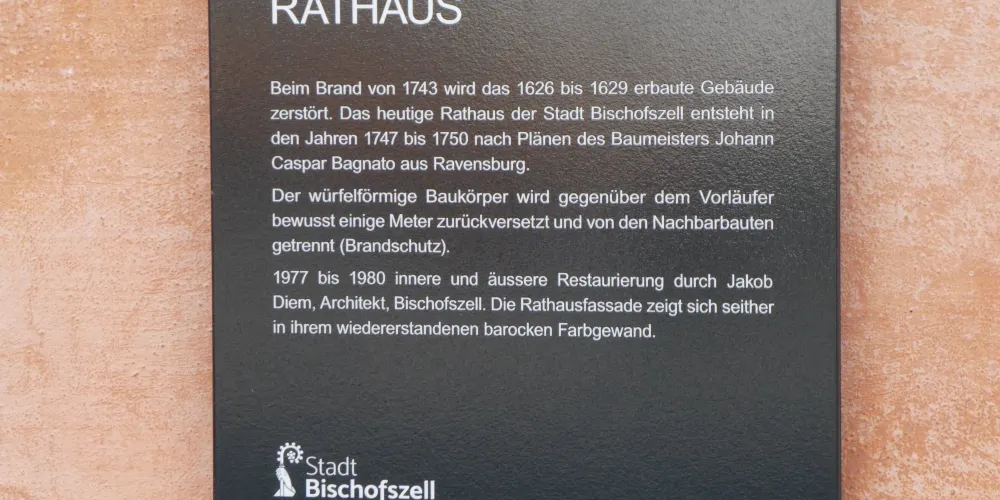 RATHAUS
Beim Brand von 1743 wird das 1626 bis 1629 erbaute Gebäude
zerstört. Das heutige Rathaus der Stadt Bischofszell entsteht in
den Jahren 1747 bis 1750 nach Plänen des Baumeisters Johann
Caspar Bagnato aus Ravensburg.
Der würfelförmige Baukörper wird gegenüber dem Vorläufer
bewusst einige Meter zurückversetzt und von den Nachbarbauten
getrennt (Brandschutz).
1977 bis 1980 innere und äussere Restaurierung durch Jakob
Diem, Architekt, Bischofszell. Die Rathausfassade zeigt sich seither
in ihrem wiedererstandenen barocken Farbgewand.
Stadt
Bischofszell